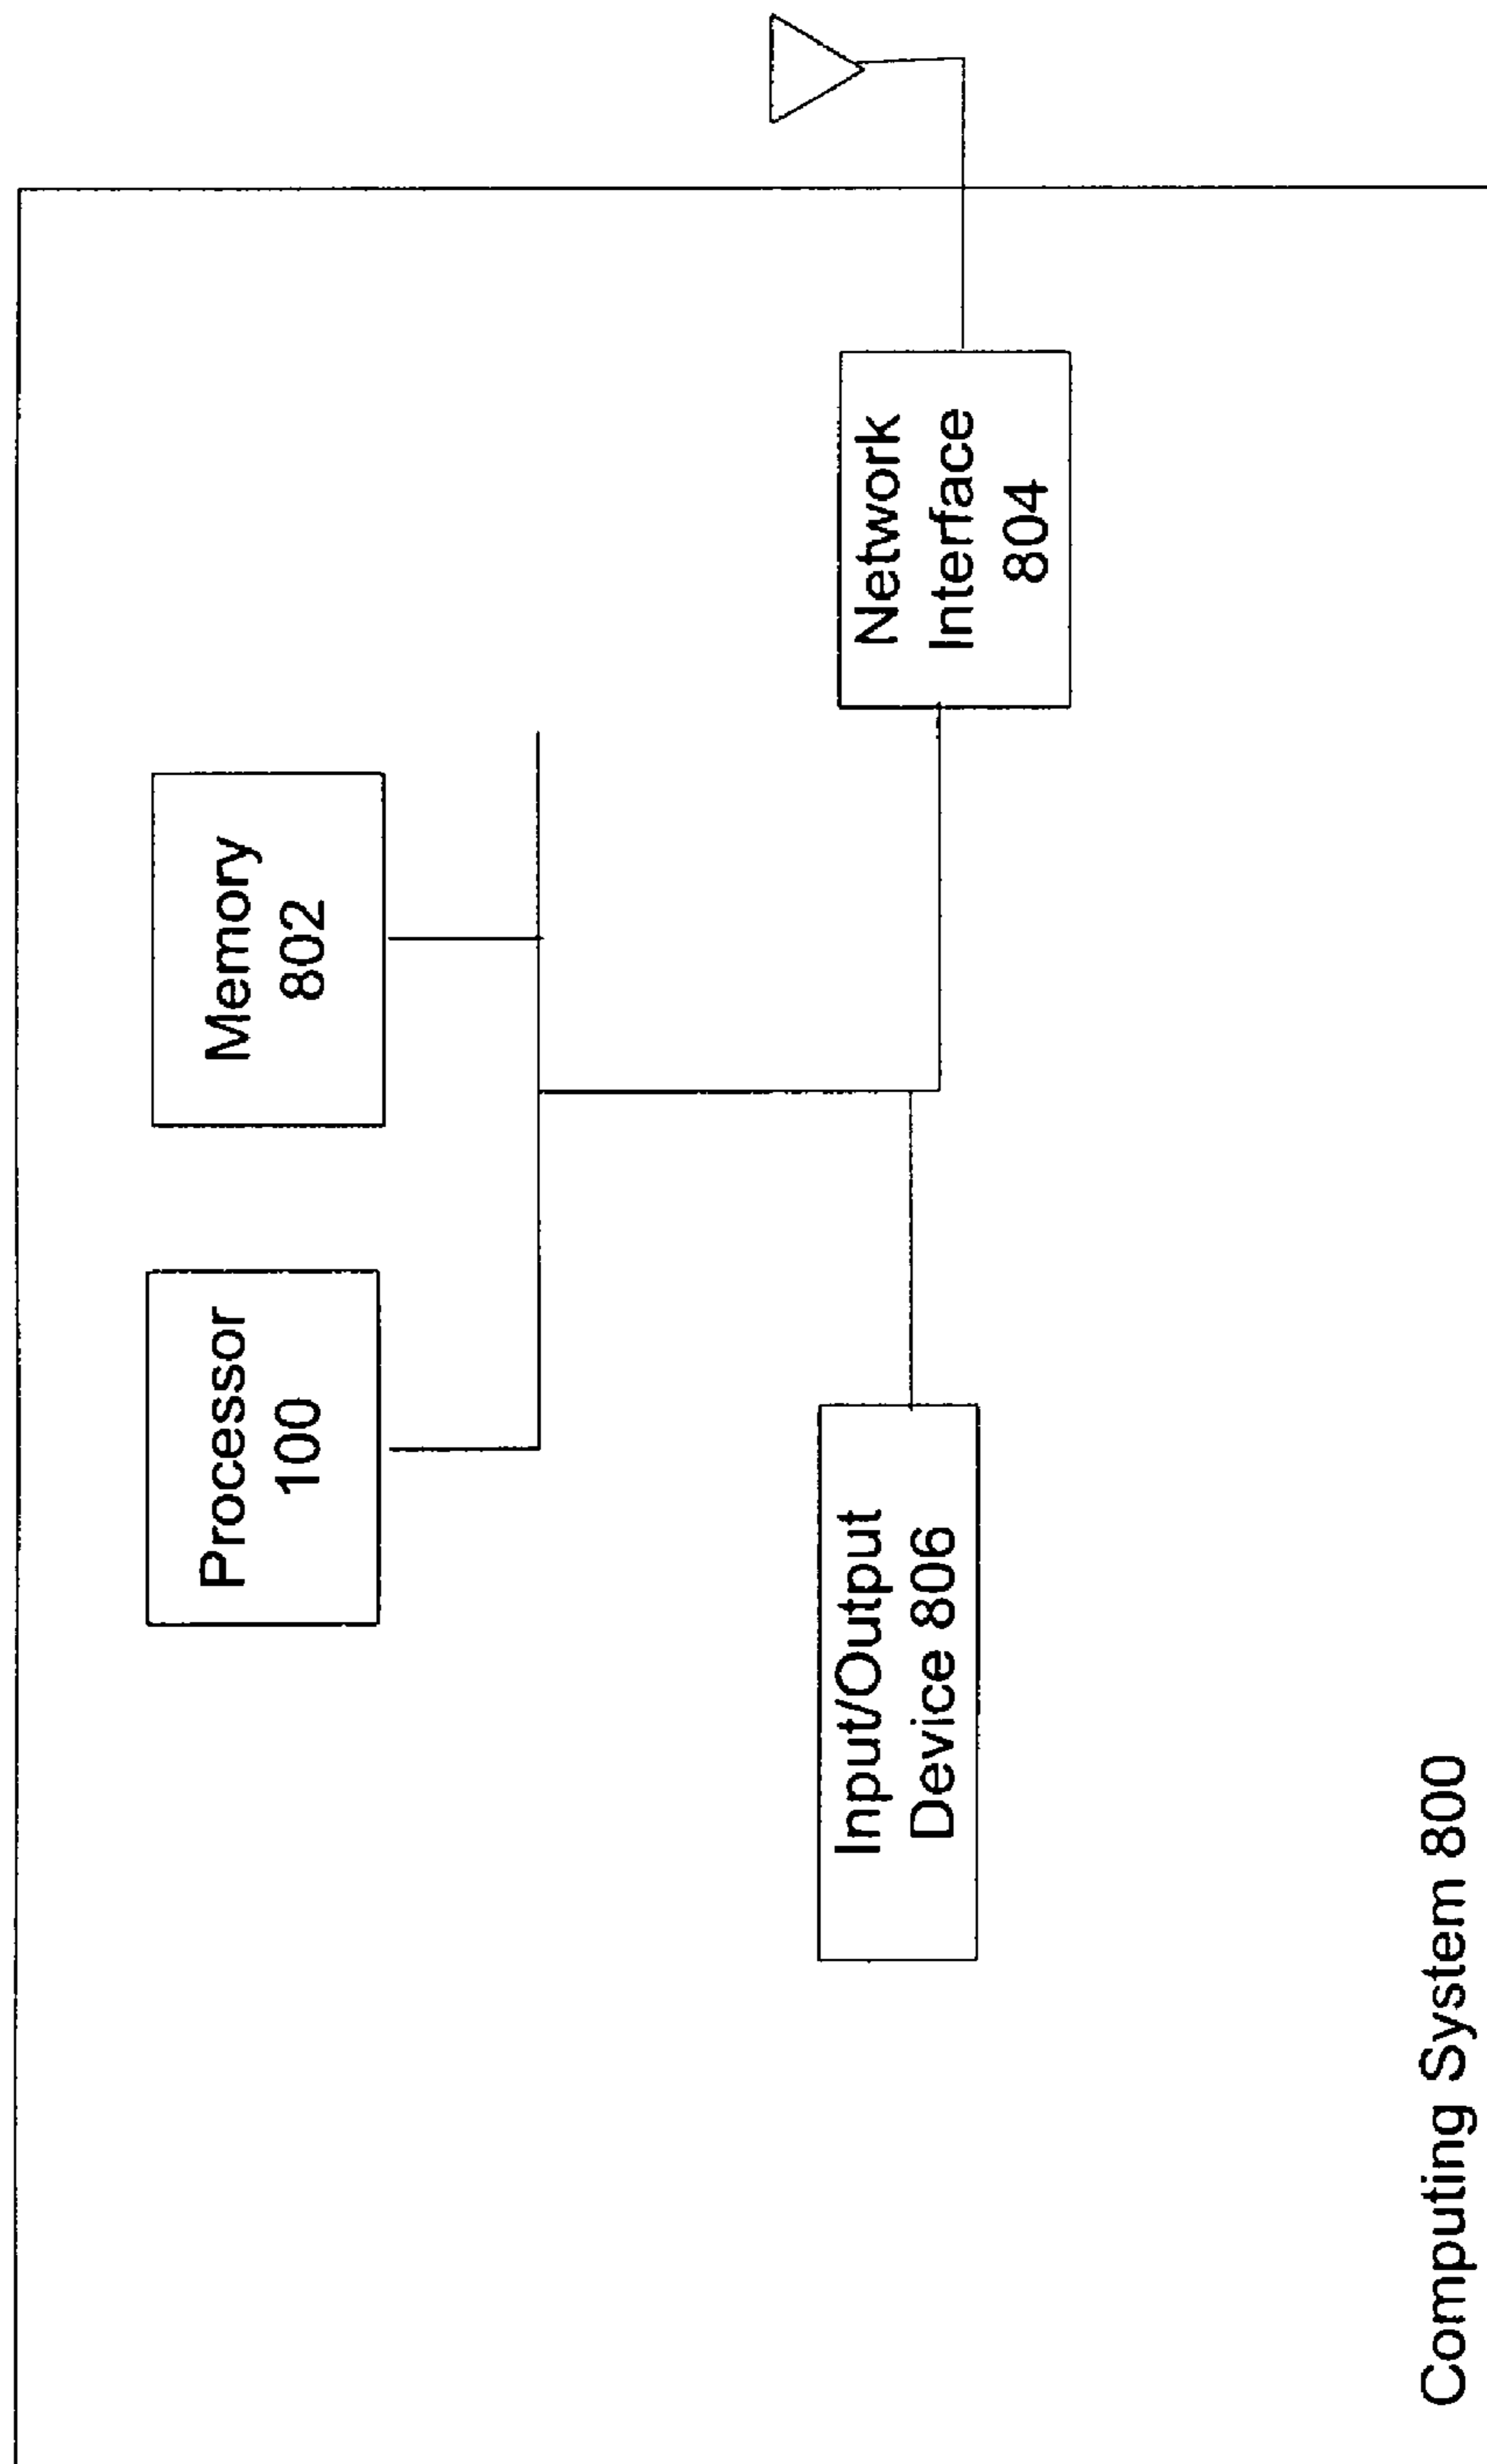 Processor
100
Memory
802
Input/Output
Device 806
Network
Interface
804
Computing System 800